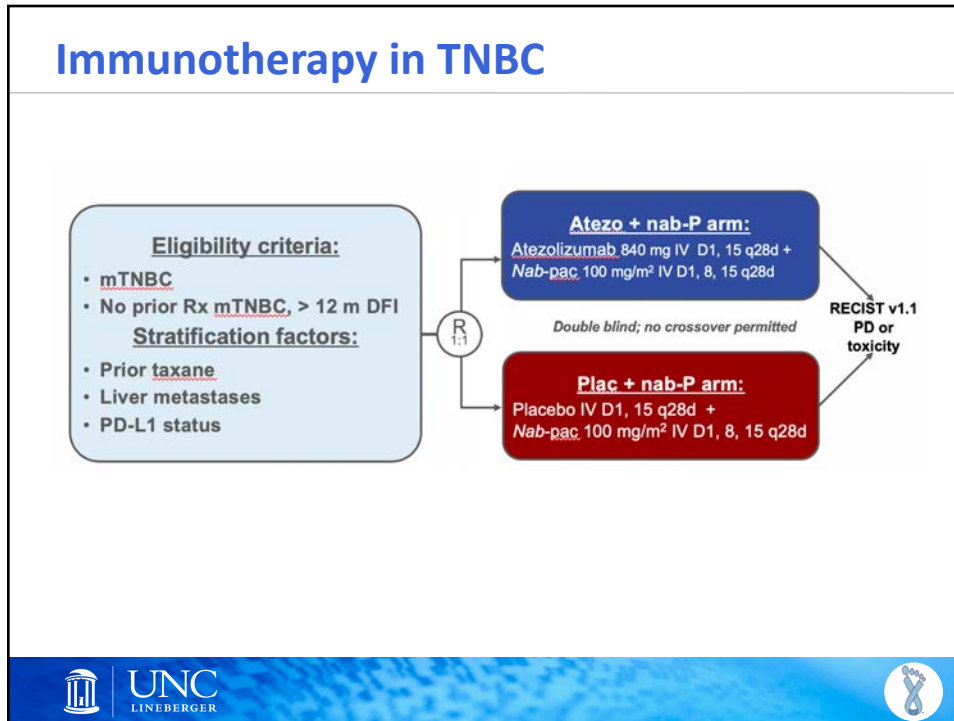 Immunotherapy in TNBC
Eligibility criteria:
• mTNBC
• No prior Rx mTNBC, > 12 m DFI
Stratification factors:
• Prior taxane
• Liver metastases
• PD-L1 status
R
1:1
Atezo + nab-P arm:
Atezolizumab 840 mg IV D1, 15 q28d +
Nab-pac 100 mg/m² IV D1, 8, 15 q28d
Double blind; no crossover permitted
Plac + nab-P arm:
Placebo IV D1, 15 q28d +
Nab-pac 100 mg/m² IV D1, 8, 15 q28d
RECIST v1.1
PD or
toxicity
UNC
LINEBERGER